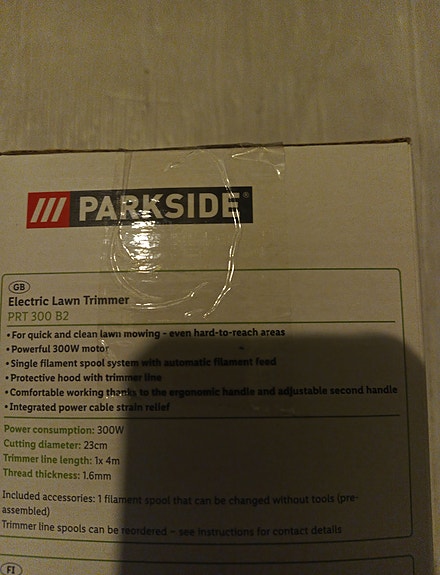 /// PARKSIDE®
GB
Electric Lawn Trimmer
PRT 300 B2
• For quick and clean lawn mowing - even hard-to-reach areas
• Powerful 300W motor
• Single filament spool system with automatic filament feed
• Protective hood with trimmer line
• Comfortable working thanks to the ergonomic handle and adjustable second handle
• Integrated power cable strain relief
Power consumption: 300W
Cutting diameter: 23cm
Trimmer line length: 1x 4m
Thread thickness: 1.6mm
Included accessories: 1 filament spool that can be changed without tools (pre-
assembled)
Trimmer line spools can be reordered – see instructions for contact details
FI